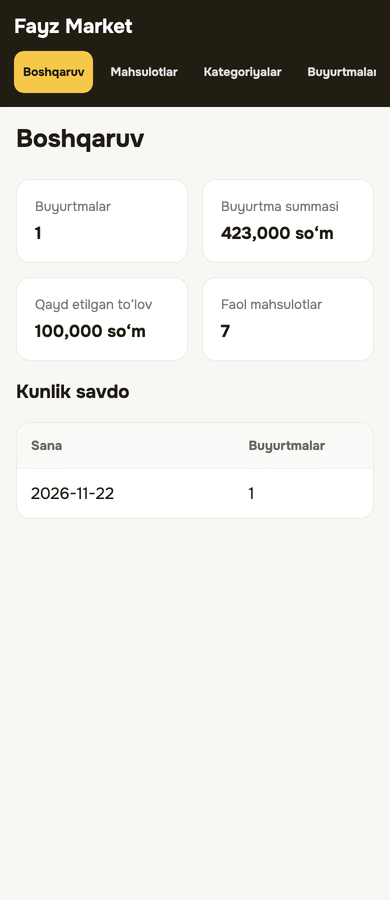 Fayz Market
Boshqaruv Mahsulotlar Kategoriyalar Buyurtmalar
Boshqaruv
Buyurtmalar
1
Buyurtma summasi
423,000 so‘m
Qayd etilgan to‘lov
100,000 so‘m
Faol mahsulotlar
7
Kunlik savdo
Sana Buyurtmalar
2026-11-22 1